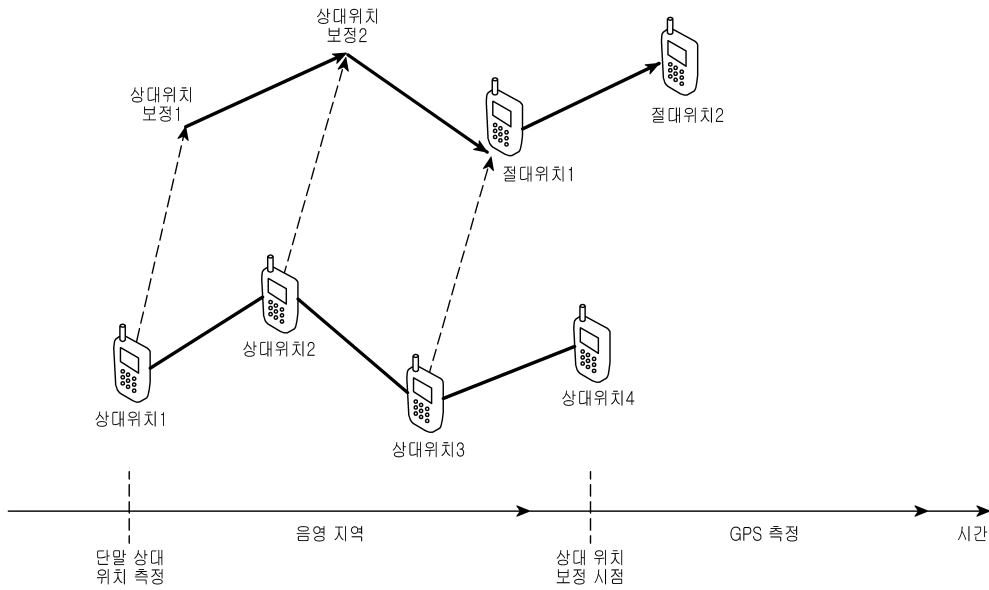 상대위치
보정2
상대위치
보정1
절대위치2
절대위치1
상대위치2
상대위치4
상대위치1
상대위치3
음영 지역
GPS 측정
시간
단말 상대
위치 측정
상대 위치
보정 시점